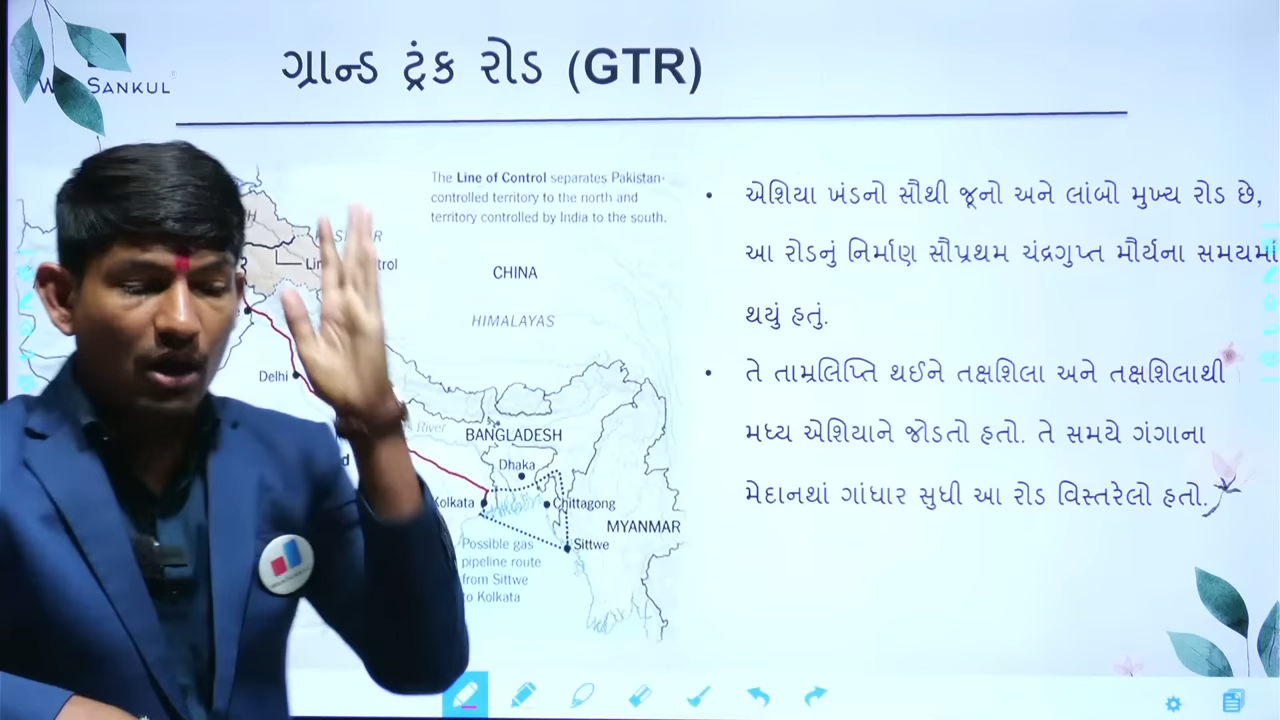 ગ્રાન્ડ ટ્રંક રોડ (GTR)
SANKUL
The Line of Control separates Pakistan-
controlled territory to the north and
territory controlled by India to the south.
CHINA
HIMALAYAS
Delhi
River
BANGLADESH
Dhaka
Kolkata
Chittagong
MYANMAR
Sittwe
Possible gas
pipeline route
from Sittwe
to Kolkata
• એશિયા ખંડનો સૌથી જૂનો અને લાંબો મુખ્ય રોડ છે,
આ રોડનું નિર્માણ સૌપ્રથમ ચંદ્રગુપ્ત મૌર્યના સમયમાં
થયું હતું.
• તે તામ્રલિપ્તિ થઈને તક્ષશિલા અને તક્ષશિલાથી
મધ્ય એશિયાને જોડતો હતો. તે સમયે ગંગાના
મેદાનથાં ગાંધાર સુધી આ રોડ વિસ્તરેલો હતો.